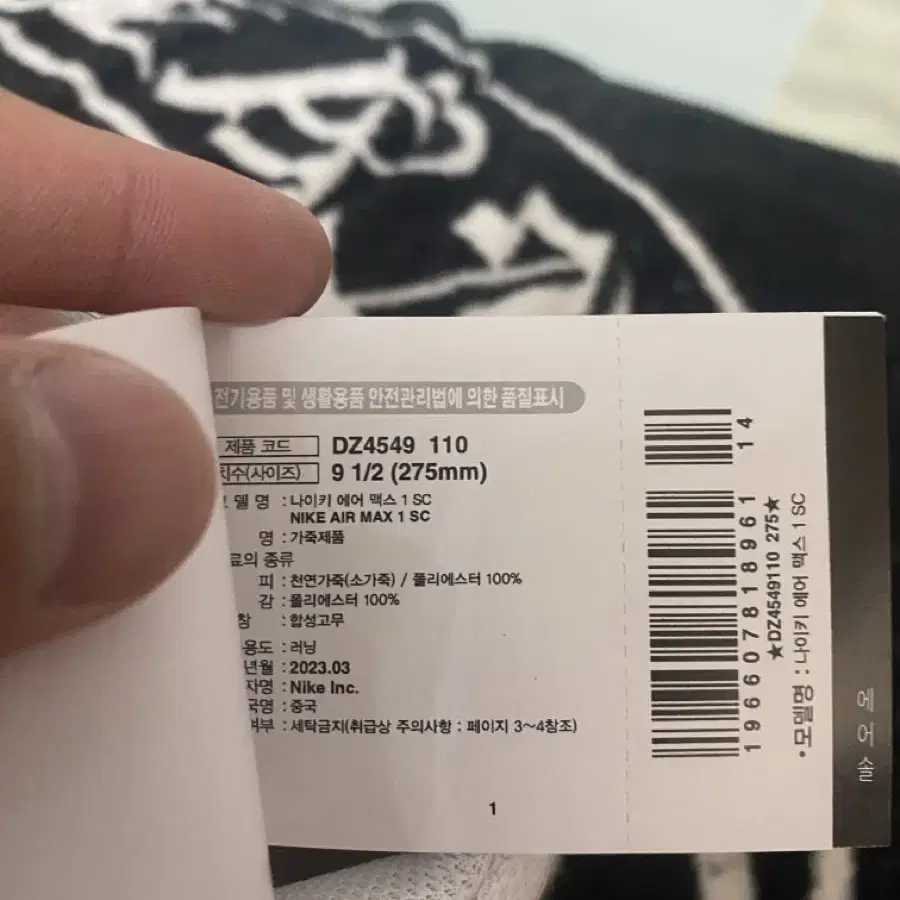 전기용품 및 생활용품 안전관리법에 의한 품질표시
제품 코드 DZ4549 110
치수(사이즈) 9 1/2 (275mm)
모 델 명 : 나이키 에어 맥스 1 SC
NIKE AIR MAX 1 SC
명 : 가죽제품
료의 종류
피 : 천연가죽(소가죽) / 폴리에스터 100%
감 : 폴리에스터 100%
창 : 합성고무
용도 : 러닝
년월 : 2023.03
자명 : Nike Inc.
국명 : 중국
여부 : 세탁금지(취급상 주의사항 : 페이지 3~4참조)
1
14
196607818961
★DZ4549110 275★
•모델명 : 나이키 에어 맥스 1 SC
에어솔